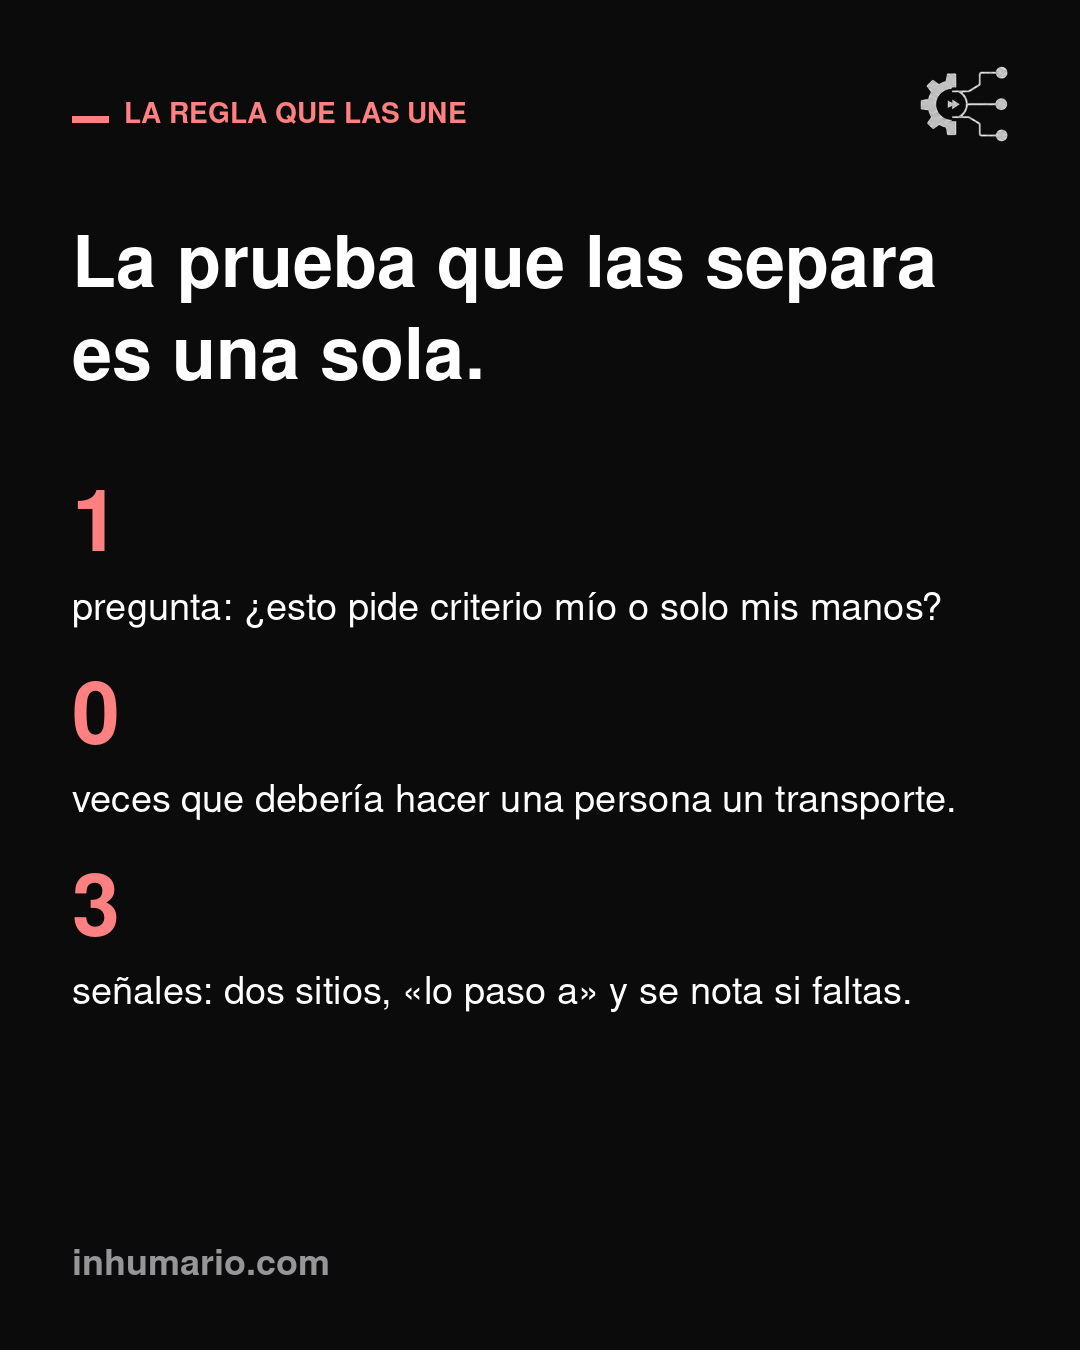 LA REGLA QUE LAS UNE
La prueba que las separa
es una sola.
1
pregunta: ¿esto pide criterio mío o solo mis manos?
0
veces que debería hacer una persona un transporte.
3
señales: dos sitios, «lo paso a» y se nota si faltas.
inhumario.com